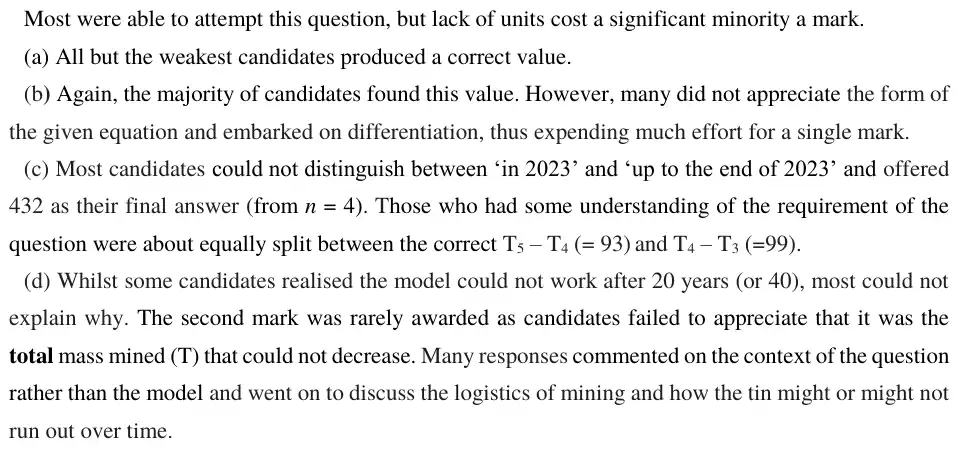 Most were able to attempt this question, but lack of units cost a significant minority a mark.
(a) All but the weakest candidates produced a correct value.
(b) Again, the majority of candidates found this value. However, many did not appreciate the form of
the given equation and embarked on differentiation, thus expending much effort for a single mark.
(c) Most candidates could not distinguish between ‘in 2023’ and ‘up to the end of 2023’ and offered
432 as their final answer (from n = 4). Those who had some understanding of the requirement of the
question were about equally split between the correct T₅ – T₄ (= 93) and T₄ – T₃ (=99).
(d) Whilst some candidates realised the model could not work after 20 years (or 40), most could not
explain why. The second mark was rarely awarded as candidates failed to appreciate that it was the
total mass mined (T) that could not decrease. Many responses commented on the context of the question
rather than the model and went on to discuss the logistics of mining and how the tin might or might not
run out over time.